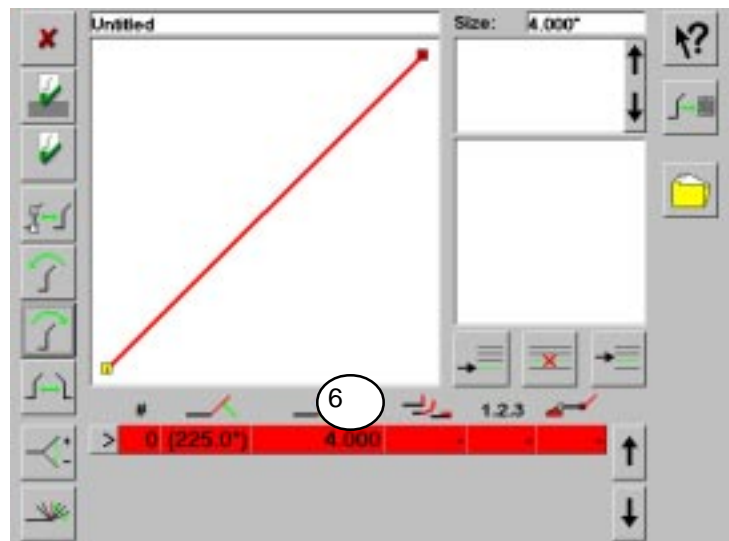 Untitled
Size: 4.000"
?
6
# 1.2.3
> 0 (225.0°) 4.000 - - -
+
-